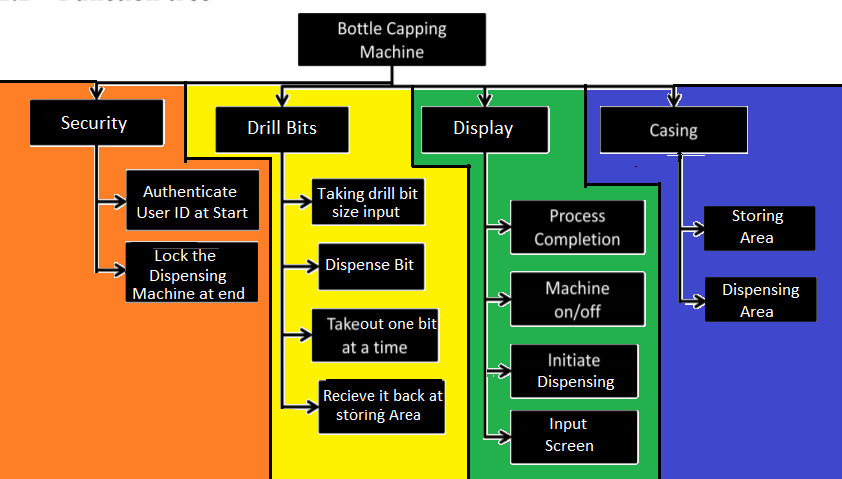 Bottle Capping
Machine
Security
Drill Bits
Display
Casing
Authenticate
User ID at Start
Lock the
Dispensing
Machine at end
Taking drill bit
size input
Dispense Bit
Takeout one bit
at a time
Recieve it back at
storing Area
Process
Completion
Machine
on/off
Initiate
Dispensing
Input
Screen
Storing
Area
Dispensing
Area